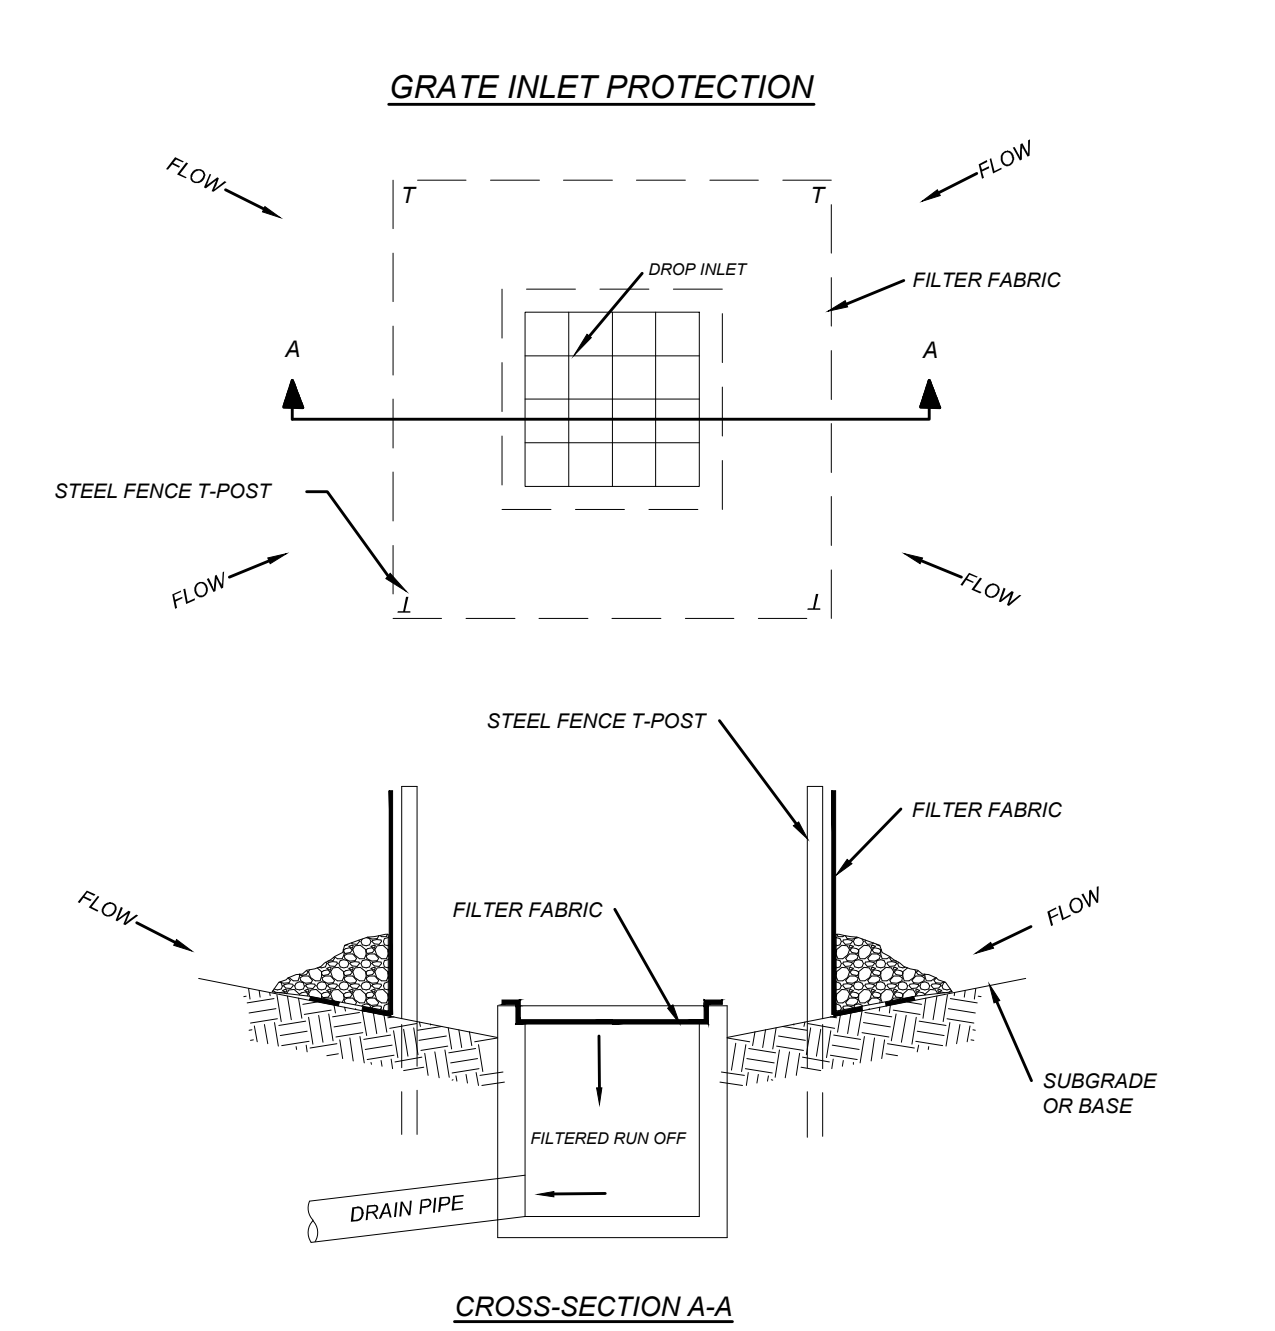 GRATE INLET PROTECTION
FLOW
FLOW
T
T
DROP INLET
FILTER FABRIC
A
A
STEEL FENCE T-POST
FLOW
FLOW
T
T
STEEL FENCE T-POST
FILTER FABRIC
FLOW
FILTER FABRIC
FLOW
SUBGRADE
OR BASE
FILTERED RUN OFF
DRAIN PIPE
CROSS-SECTION A-A